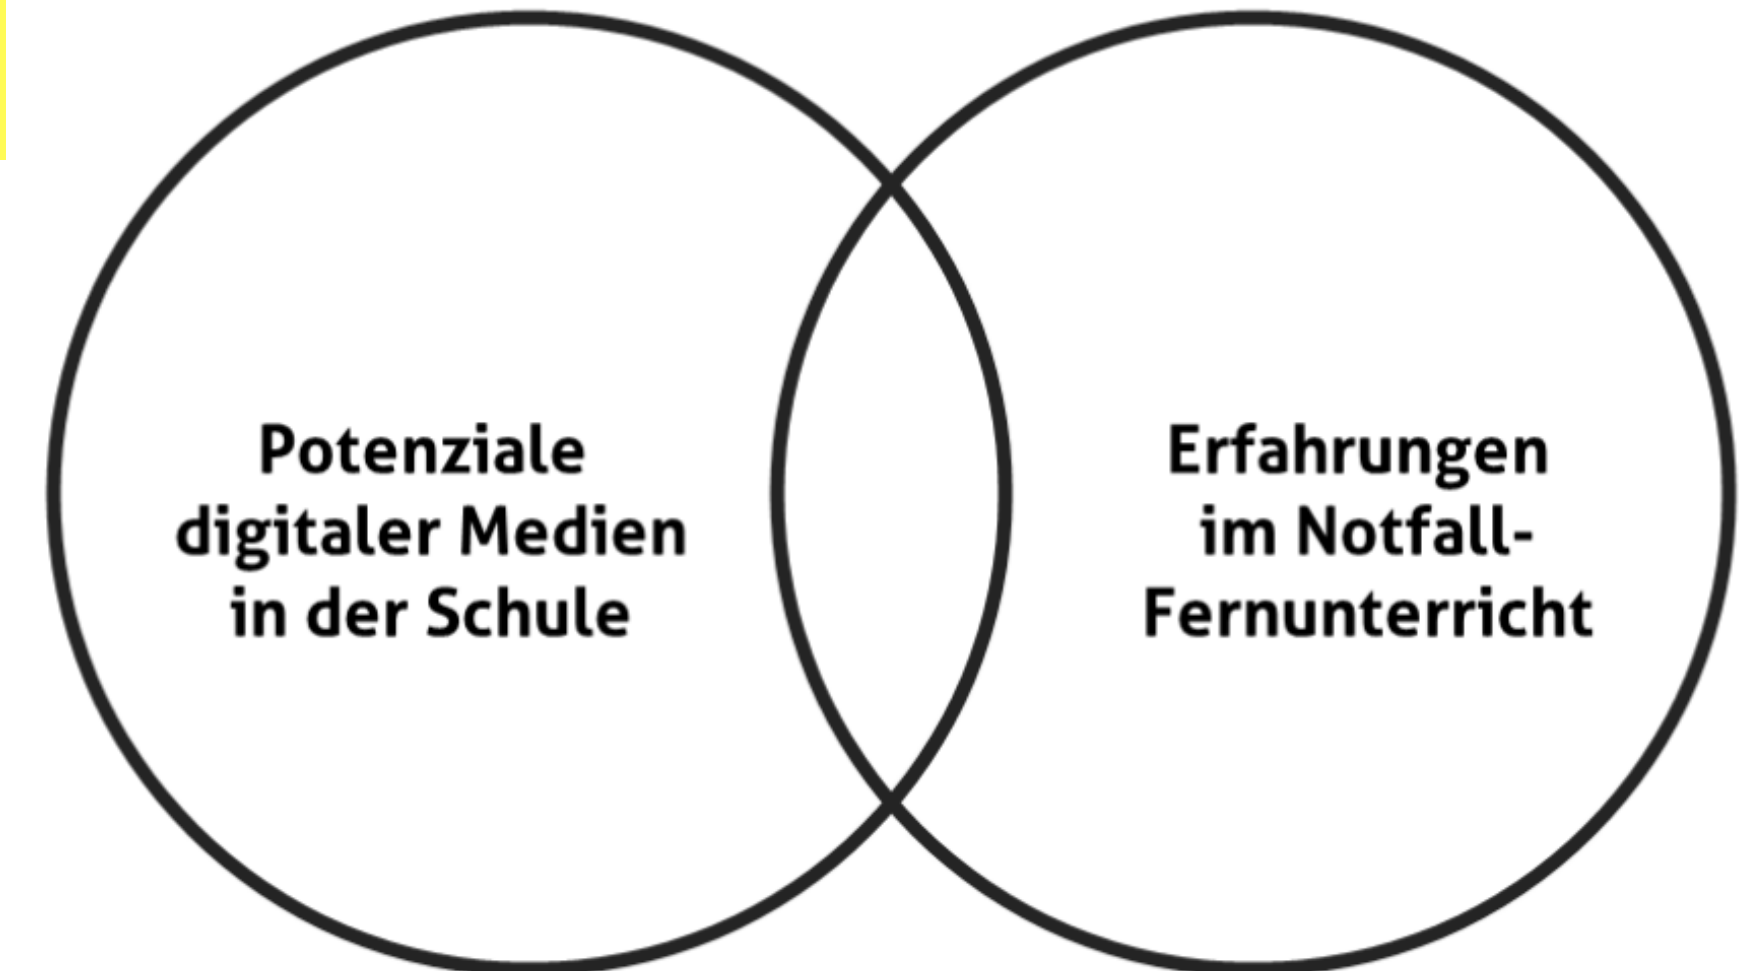 Potenziale
digitaler Medien
in der Schule
Erfahrungen
im Notfall-
Fernunterricht